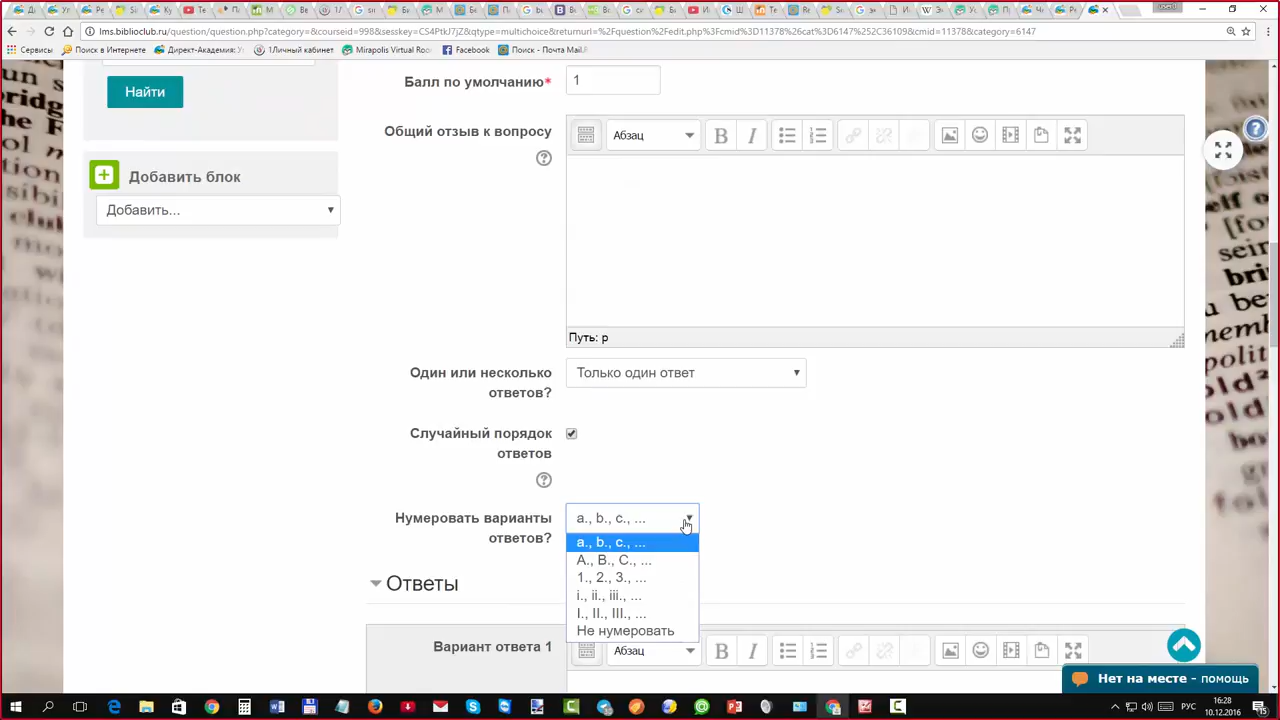 lms.biblioclub.ru/question/question.php?category=&courseid=998&sesskey=CS4PtkJ7jZ&qtype=multichoice&returnurl=%2Fquestion%2Fedit.php%3Fcmid%3D11378%26cat%3D6147%252C36109&cmid=11378&category=6147
Сервисы
Поиск в Интернете
Директ-Академия:
1Личный кабинет
Mirapolis Virtual Roo
Facebook
Поиск - Почта Mail
Найти
Балл по умолчанию*
1
Общий отзыв к вопросу
Абзац
B I
Добавить блок
Добавить...
Путь: p
Один или несколько
ответов?
Только один ответ
Случайный порядок
ответов
Нумеровать варианты
ответов?
a., b., c., ...
a., b., c., ...
A., B., C., ...
1., 2., 3., ...
i., ii., iii., ...
I., II., III., ...
Не нумеровать
Ответы
Вариант ответа 1
Абзац
B I
Нет на месте - помощь
РУС
16:28
10.12.2016